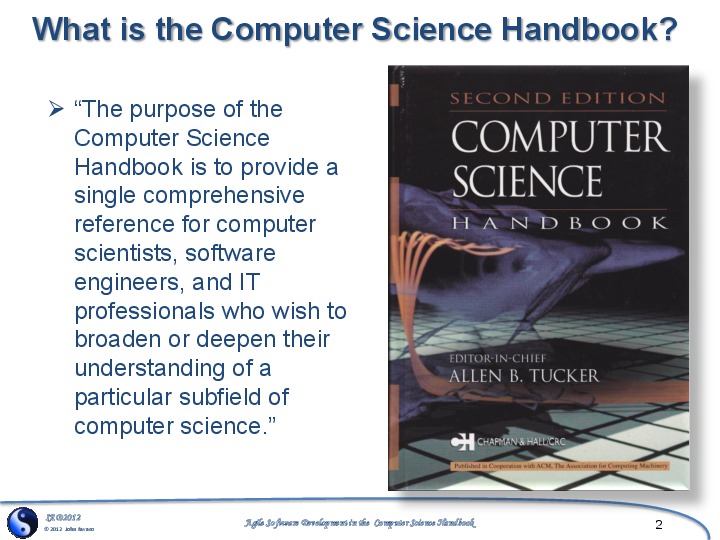 What is the Computer Science Handbook?
➢ “The purpose of the
Computer Science
Handbook is to provide a
single comprehensive
reference for computer
scientists, software
engineers, and IT
professionals who wish to
broaden or deepen their
understanding of a
particular subfield of
computer science.”
SECOND EDITION
COMPUTER
SCIENCE
HANDBOOK
EDITOR-IN-CHIEF
ALLEN B. TUCKER
CHAPMAN & HALL/CRC
Published in Cooperation with ACM, The Association for Computing Machinery
© 2012 John Favaro
Agile Software Development in the Computer Science Handbook
2